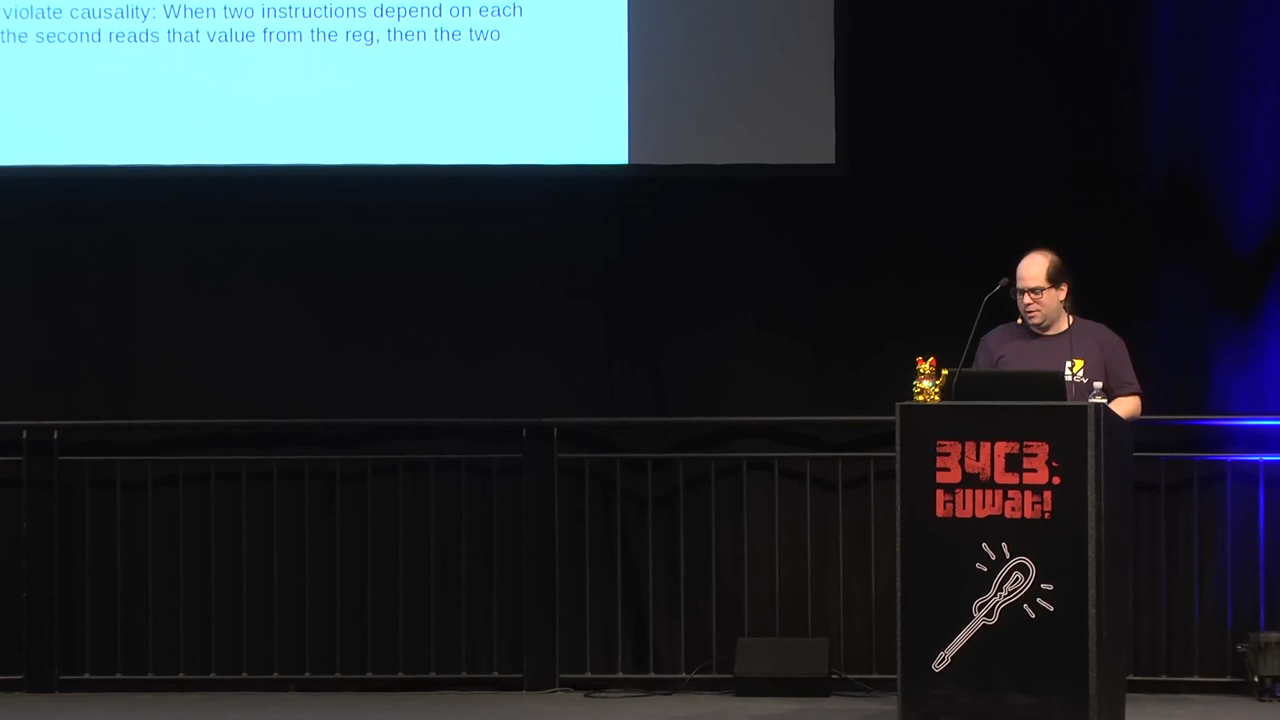 violate causality: When two instructions depend on each
the second reads that value from the reg, then the two
34C3:
tuwat!